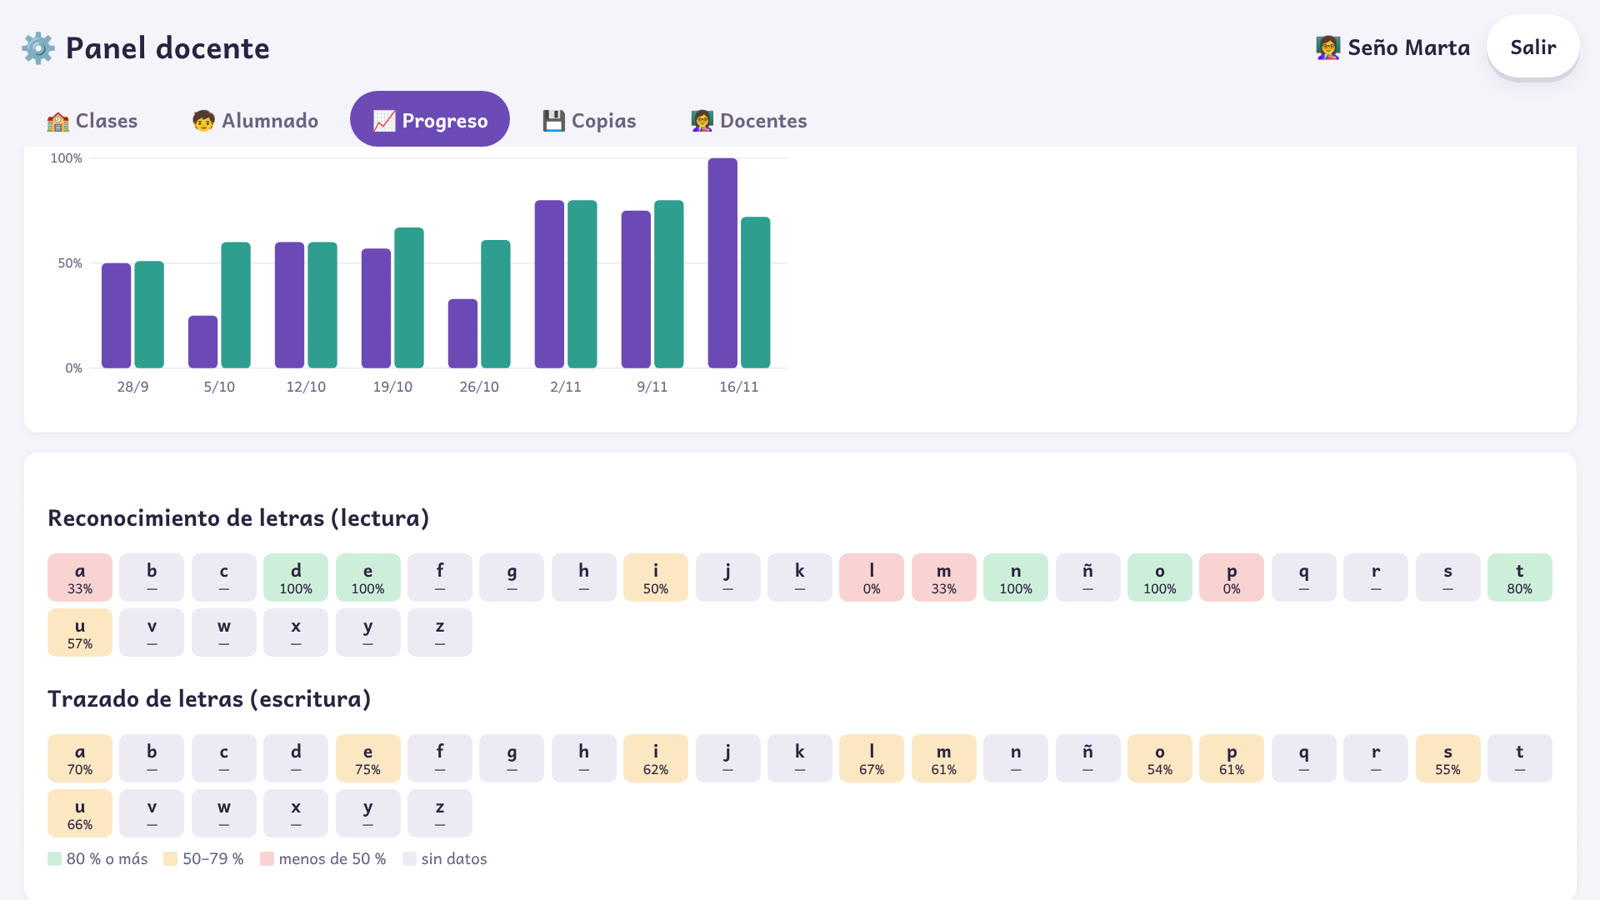 Panel docente
Seño Marta
Salir
Clases
Alumnado
Progreso
Copias
Docentes
100%
50%
0%
28/9
5/10
12/10
19/10
26/10
2/11
9/11
16/11
Reconocimiento de letras (lectura)
a b c d e f g h i j k l m n ñ o p q r s t
33% — — 100% 100% — — — 50% — — 0% 33% 100% — 100% 0% — — — 80%
u v w x y z
57% — — — — —
Trazado de letras (escritura)
a b c d e f g h i j k l m n ñ o p q r s t
70% — — — 75% — — — 62% — — 67% 61% — — 54% 61% — — 55% —
u v w x y z
66% — — — — —
80 % o más
50–79 %
menos de 50 %
sin datos